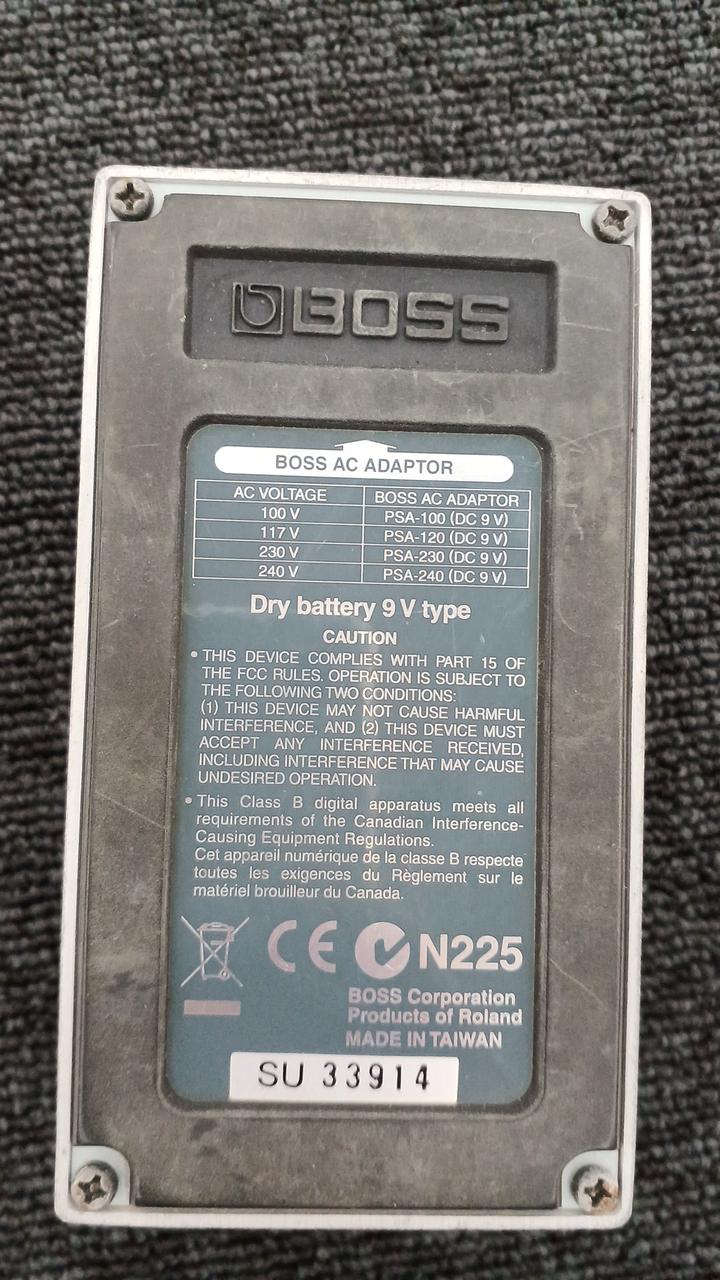 BOSS
BOSS AC ADAPTOR
AC VOLTAGE BOSS AC ADAPTOR
100 V PSA-100 (DC 9 V)
117 V PSA-120 (DC 9 V)
230 V PSA-230 (DC 9 V)
240 V PSA-240 (DC 9 V)
Dry battery 9 V type
CAUTION
• THIS DEVICE COMPLIES WITH PART 15 OF
THE FCC RULES. OPERATION IS SUBJECT TO
THE FOLLOWING TWO CONDITIONS:
(1) THIS DEVICE MAY NOT CAUSE HARMFUL
INTERFERENCE, AND (2) THIS DEVICE MUST
ACCEPT ANY INTERFERENCE RECEIVED,
INCLUDING INTERFERENCE THAT MAY CAUSE
UNDESIRED OPERATION.
• This Class B digital apparatus meets all
requirements of the Canadian Interference-
Causing Equipment Regulations.
Cet appareil numérique de la classe B respecte
toutes les exigences du Règlement sur le
matériel brouilleur du Canada.
CE N225
BOSS Corporation
Products of Roland
MADE IN TAIWAN
SU 33914